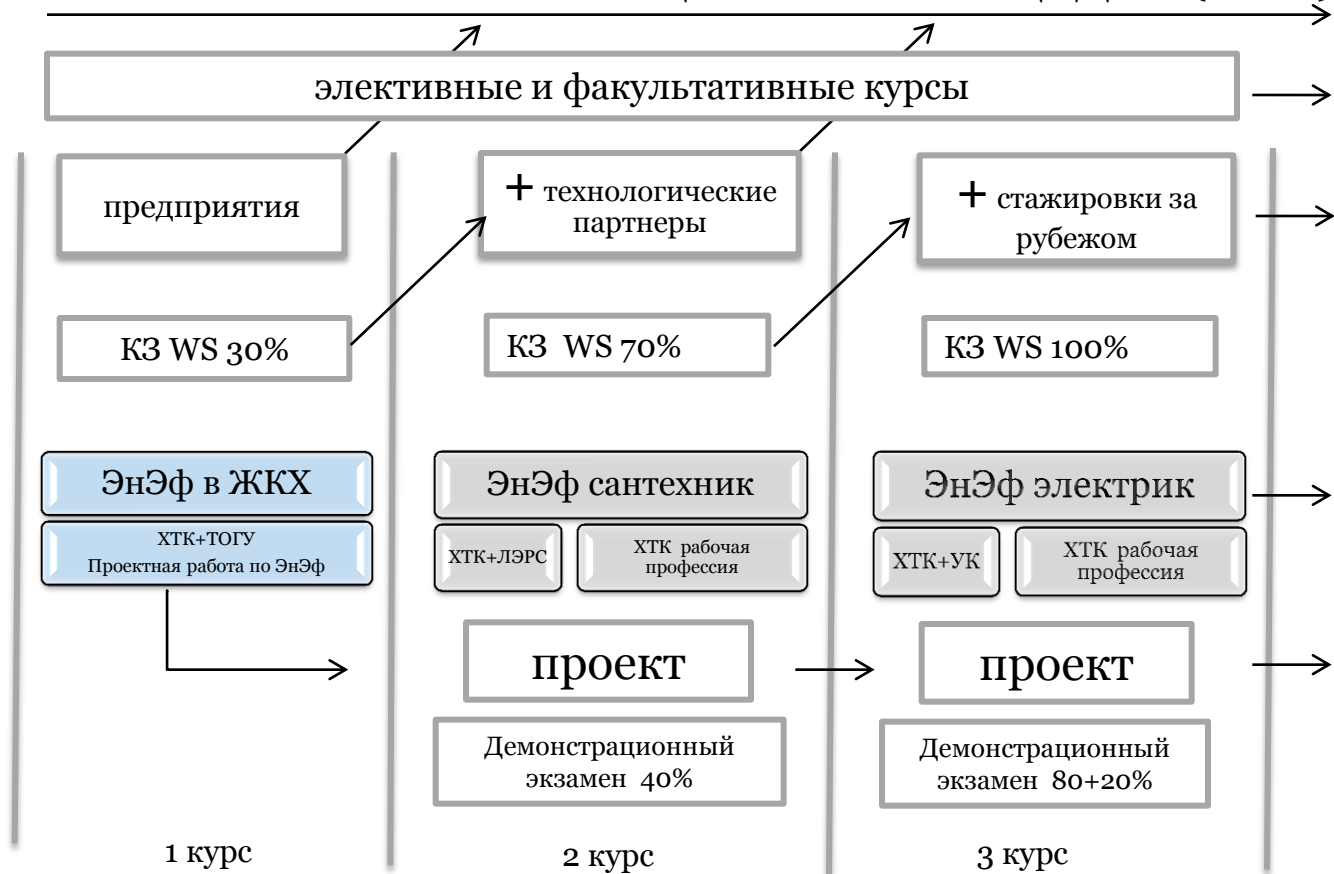 элективные и факультативные курсы
предприятия
+ технологические
партнеры
+ стажировки за
рубежом
КЗ WS 30%
КЗ WS 70%
КЗ WS 100%
ЭнЭф в ЖКХ
ЭнЭф сантехник
ЭнЭф электрик
ХТК+ТОГУ
Проектная работа по ЭнЭф
ХТК+ЛЭРС
ХТК рабочая
профессия
ХТК+УК
ХТК рабочая
профессия
проект
проект
Демонстрационный
экзамен 40%
Демонстрационный
экзамен 80+20%
1 курс
2 курс
3 курс